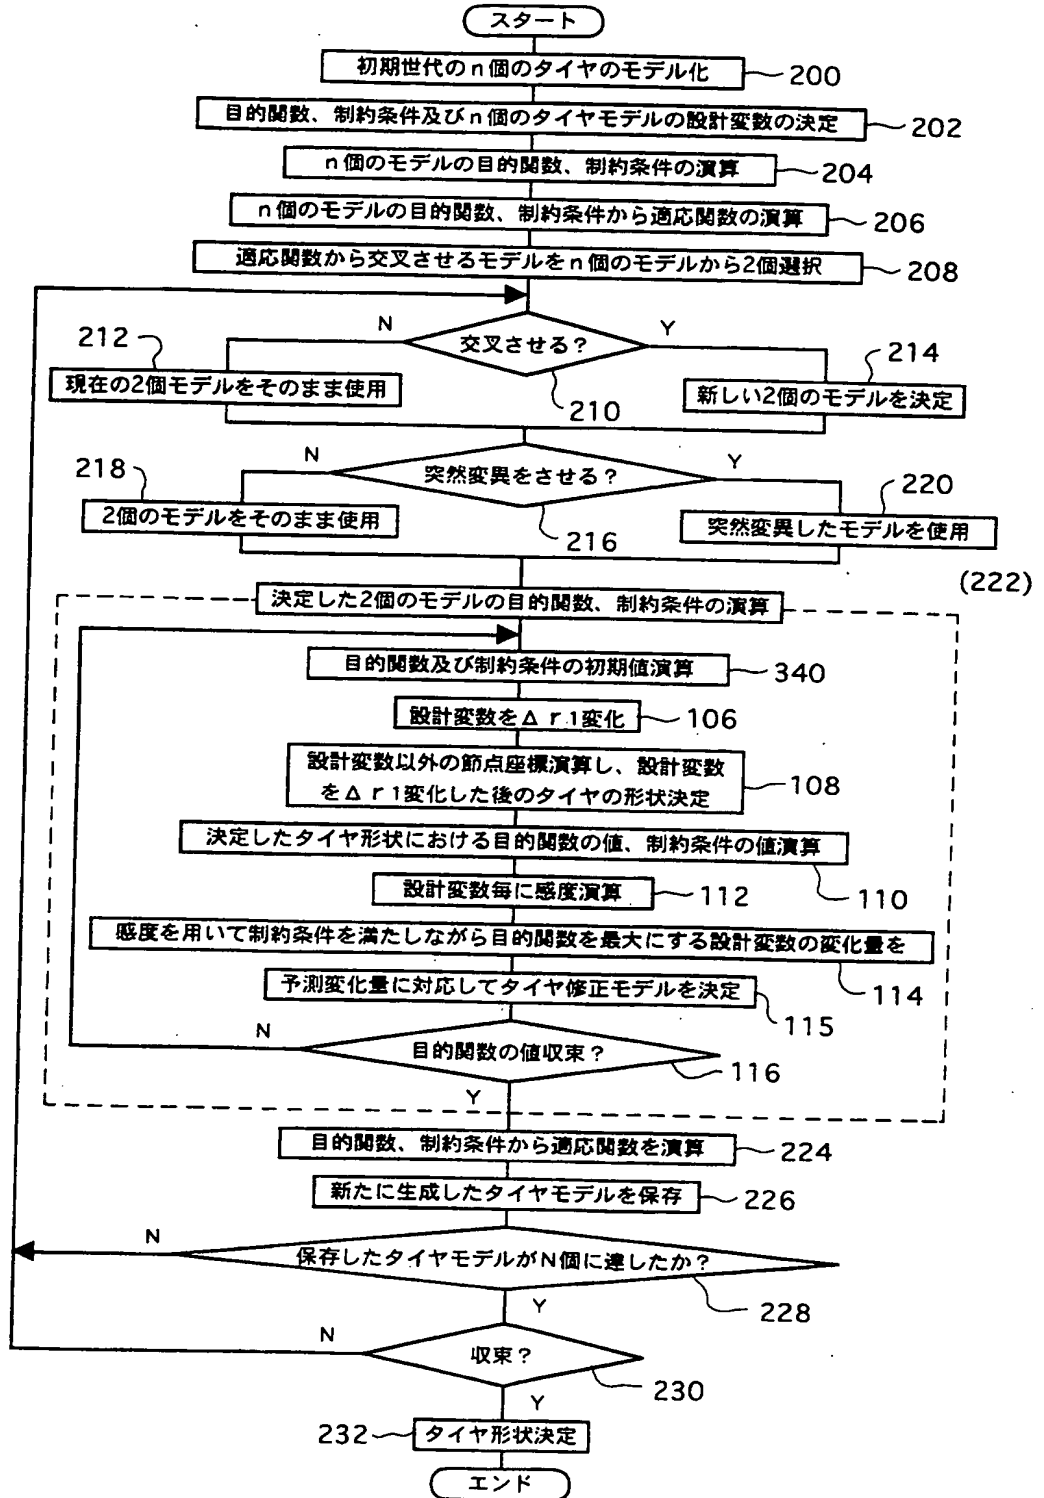 スタート
初期世代のn個のタイヤのモデル化
200
目的関数、制約条件及びn個のタイヤモデルの設計変数の決定
202
n個のモデルの目的関数、制約条件の演算
204
n個のモデルの目的関数、制約条件から適応関数の演算
206
適応関数から交叉させるモデルをn個のモデルから2個選択
208
N
交叉させる?
Y
210
212
現在の2個モデルをそのまま使用
214
新しい2個のモデルを決定
N
突然変異をさせる?
Y
216
218
2個のモデルをそのまま使用
220
突然変異したモデルを使用
(222)
決定した2個のモデルの目的関数、制約条件の演算
目的関数及び制約条件の初期値演算
340
設計変数をΔr1変化
106
設計変数以外の節点座標演算し、設計変数
をΔr1変化した後のタイヤの形状決定
108
決定したタイヤ形状における目的関数の値、制約条件の値演算
110
設計変数毎に感度演算
112
感度を用いて制約条件を満たしながら目的関数を最大にする設計変数の変化量を
114
予測変化量に対応してタイヤ修正モデルを決定
115
N
目的関数の値収束?
116
Y
目的関数、制約条件から適応関数を演算
224
新たに生成したタイヤモデルを保存
226
N
保存したタイヤモデルがN個に達したか?
228
Y
N
収束?
230
Y
232
タイヤ形状決定
エンド